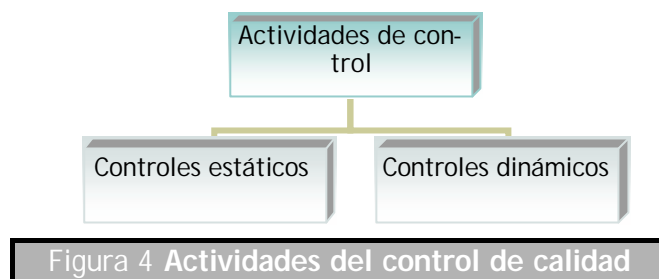 Actividades de con-
trol
Controles estáticos
Controles dinámicos
Figura 4 Actividades del control de calidad